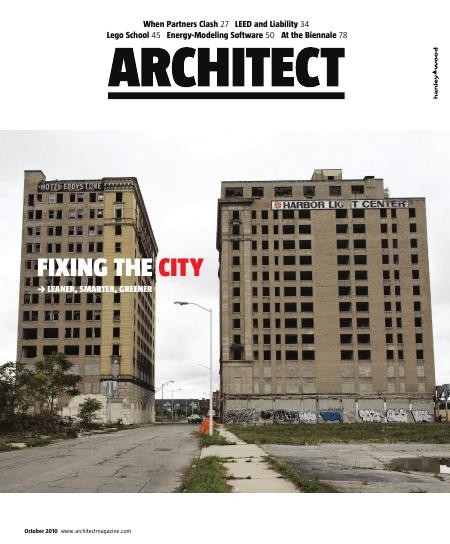 When Partners Clash 27 LEED and Liability 34
Lego School 45 Energy-Modeling Software 50 At the Biennale 78
ARCHITECT
hanley▲wood
HOTEL EDDYSTONE
HARBOR LIGHT CENTER
FIXING THE CITY
→ LEANER, SMARTER, GREENER
October 2010 www.architectmagazine.com